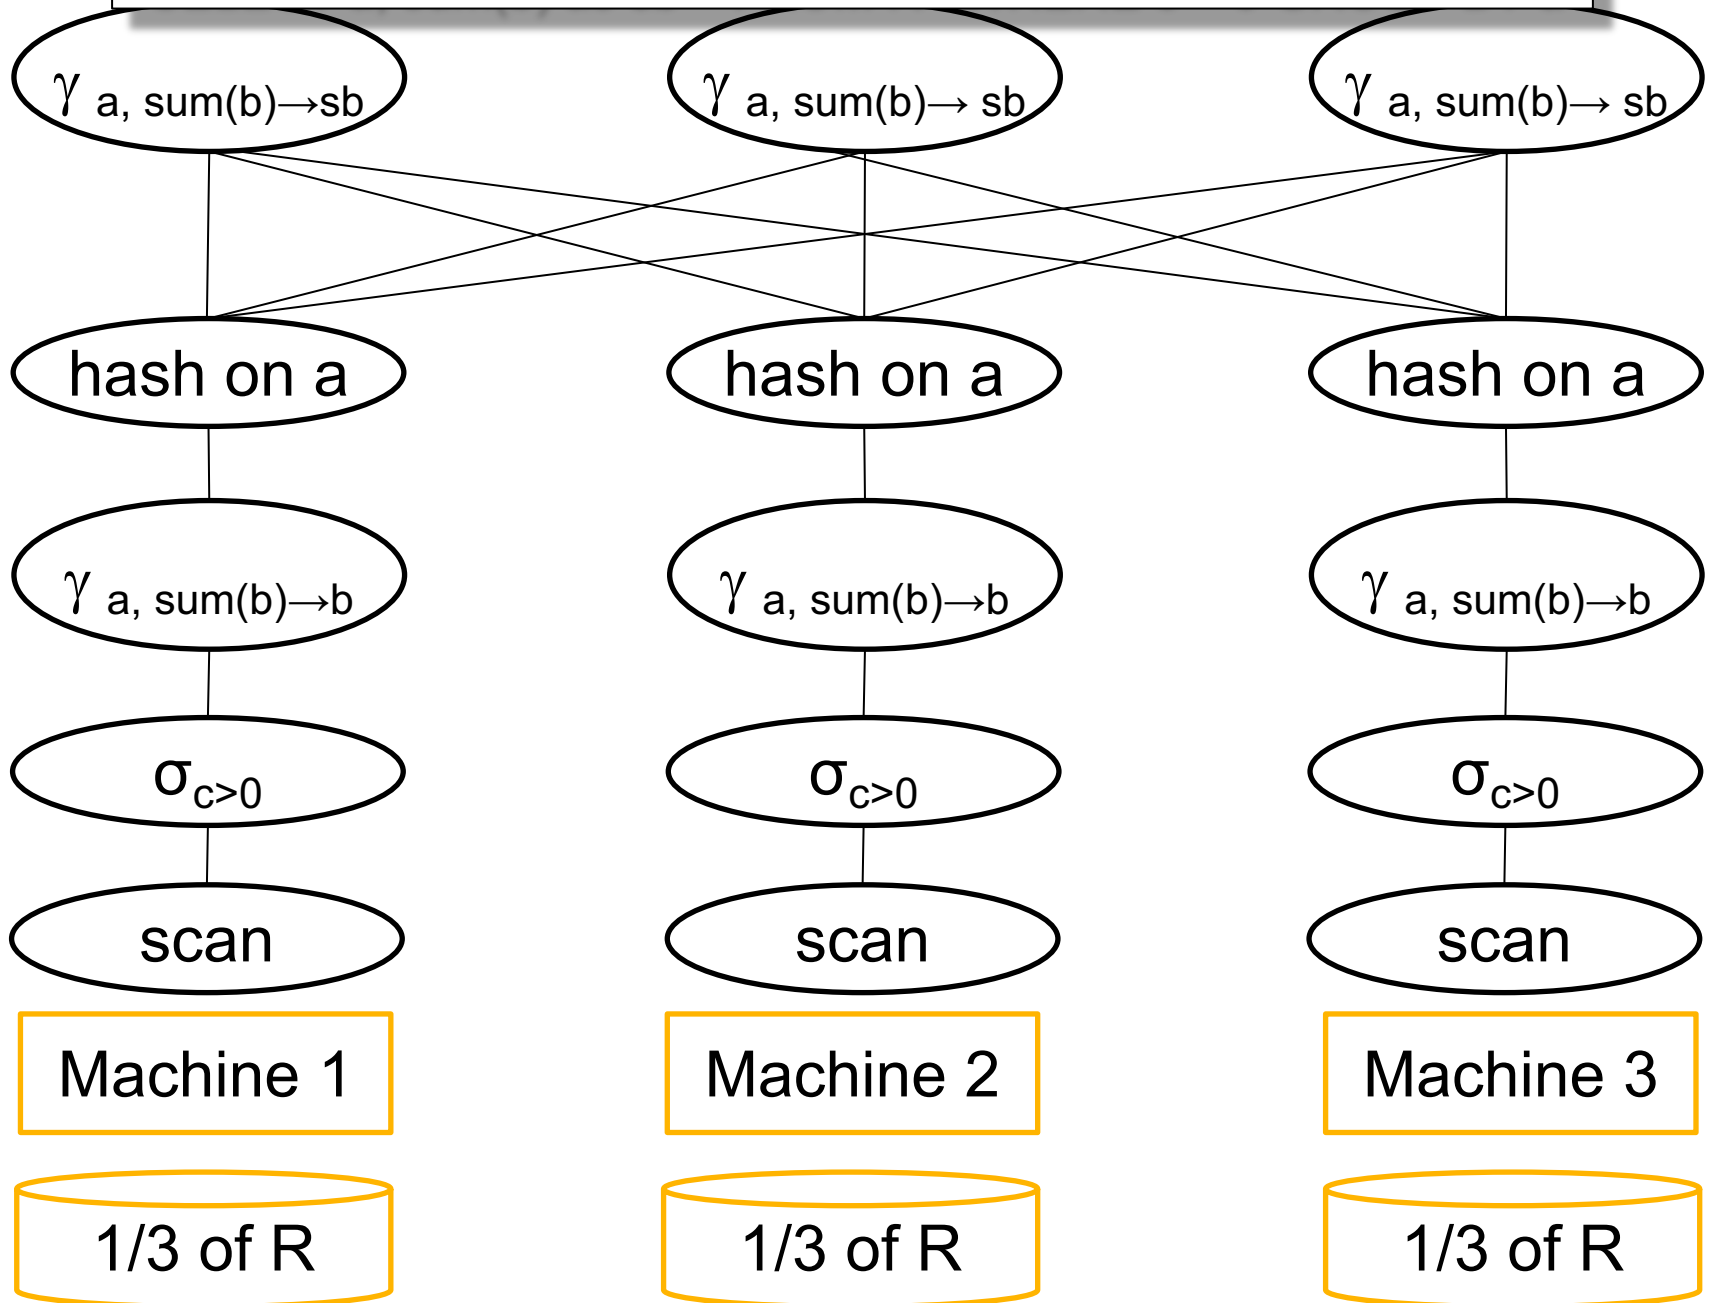 γ a, sum(b)→sb
γ a, sum(b)→ sb
γ a, sum(b)→ sb
hash on a
hash on a
hash on a
γ a, sum(b)→b
γ a, sum(b)→b
γ a, sum(b)→b
σc>0
σc>0
σc>0
scan
scan
scan
Machine 1
Machine 2
Machine 3
1/3 of R
1/3 of R
1/3 of R